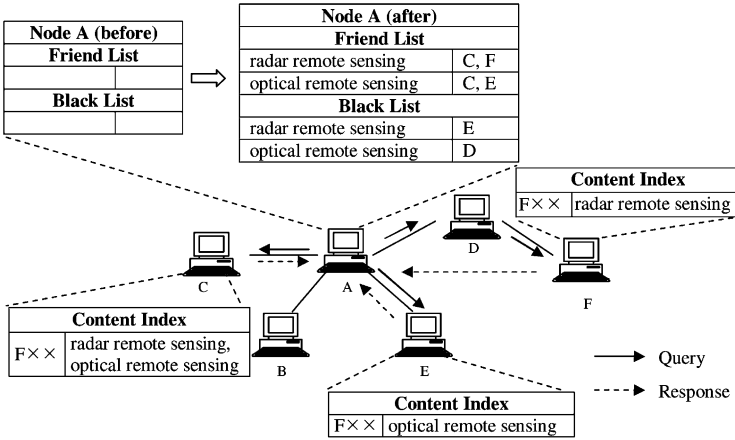 Node A (before)
Friend List
Black List
Node A (after)
Friend List
radar remote sensing C, F
optical remote sensing C, E
Black List
radar remote sensing E
optical remote sensing D
Content Index
F×× radar remote sensing
D
F
C
A
Content Index
F×× radar remote sensing,
optical remote sensing
B
E
Query
Response
Content Index
F×× optical remote sensing